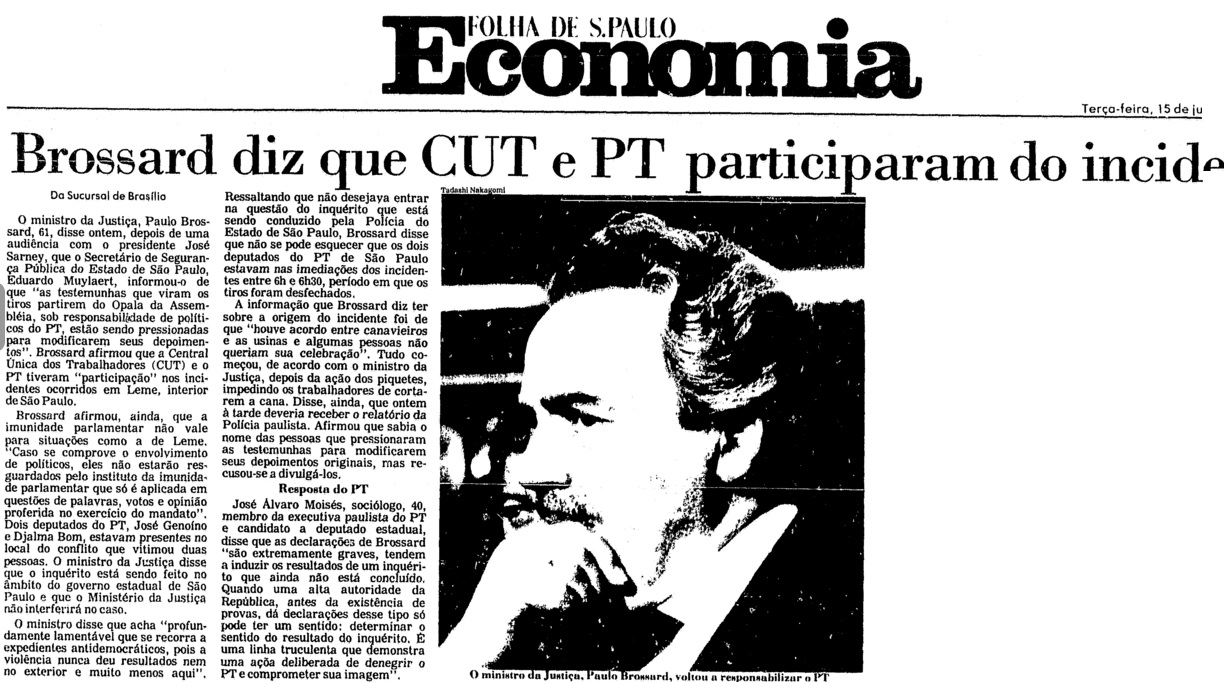 FOLHA DE S.PAULO
Economia
Terça-feira, 15 de ju
Brossard diz que CUT e PT participaram do incide
Da Sucursal de Brasília
O ministro da Justiça, Paulo Bros-
sard, 61, disse ontem, depois de uma
audiência com o presidente José
Sarney, que o Secretário de Seguran-
ça Pública do Estado de São Paulo,
Eduardo Muylaert, informou-o de
que "as testemunhas que viram os
tiros partirem do Opala da Assem-
bléia, sob responsabilidade de políti-
cos do PT, estão sendo pressionadas
para modificarem seus depoimen-
tos". Brossard afirmou que a Central
Única dos Trabalhadores (CUT) e o
PT tiveram "participação" nos inci-
dentes ocorridos em Leme, interior
de São Paulo.
Brossard afirmou, ainda, que a
imunidade parlamentar não vale
para situações como a de Leme.
"Caso se comprove o envolvimento
de políticos, eles não estarão res-
guardados pelo instituto da imunida-
de parlamentar que só é aplicada em
questões de palavras, votos e opinião
proferida no exercício do mandato".
Dois deputados do PT, José Genoíno
e Djalma Bom, estavam presentes no
local do conflito que vitimou duas
pessoas. O ministro da Justiça disse
que o inquérito está sendo feito no
âmbito do governo estadual de São
Paulo e que o Ministério da Justiça
não interferirá no caso.
O ministro disse que acha "profun-
damente lamentável que se recorra a
expedientes antidemocráticos, pois a
violência nunca deu resultados nem
no exterior e muito menos aqui".
Ressaltando que não desejaya entrar
na questão do inquérito que está
sendo conduzido pela Polícia do
Estado de São Paulo, Brossard disse
que não se pode esquecer que os dois
deputados do PT de São Paulo
estavam nas imediações dos inciden-
tes entre 6h e 6h30, período em que os
tiros foram desfechados.
A informação que Brossard diz ter
sobre a origem do incidente foi de
que "houve acordo entre canavieiros
e as usinas e algumas pessoas não
queriam sua celebração". Tudo co-
meçou, de acordo com o ministro da
Justiça, depois da ação dos piquetes,
impedindo os trabalhadores de corta-
rem a cana. Disse, ainda, que ontem
à tarde deveria receber o relatório da
Polícia paulista. Afirmou que sabia o
nome das pessoas que pressionaram
as testemunhas para modificarem
seus depoimentos originais, mas re-
cusou-se a divulgá-los.
Resposta do PT
José Álvaro Moisés, sociólogo, 40,
membro da executiva paulista do PT
e candidato a deputado estadual,
disse que as declarações de Brossard
"são extremamente graves, tendem
a induzir os resultados de um inquéri-
to que ainda não está concluído.
Quando uma alta autoridade da
República, antes da existência de
provas, dá declarações desse tipo só
pode ter um sentido: determinar o
sentido do resultado do inquérito. É
uma linha truculenta que demonstra
uma açõa deliberada de denegrir o
PT e comprometer sua imagem".
Tadashi Nakagomi
O ministro da Justiça, Paulo Brossard, voltou a responsabilizar o PT